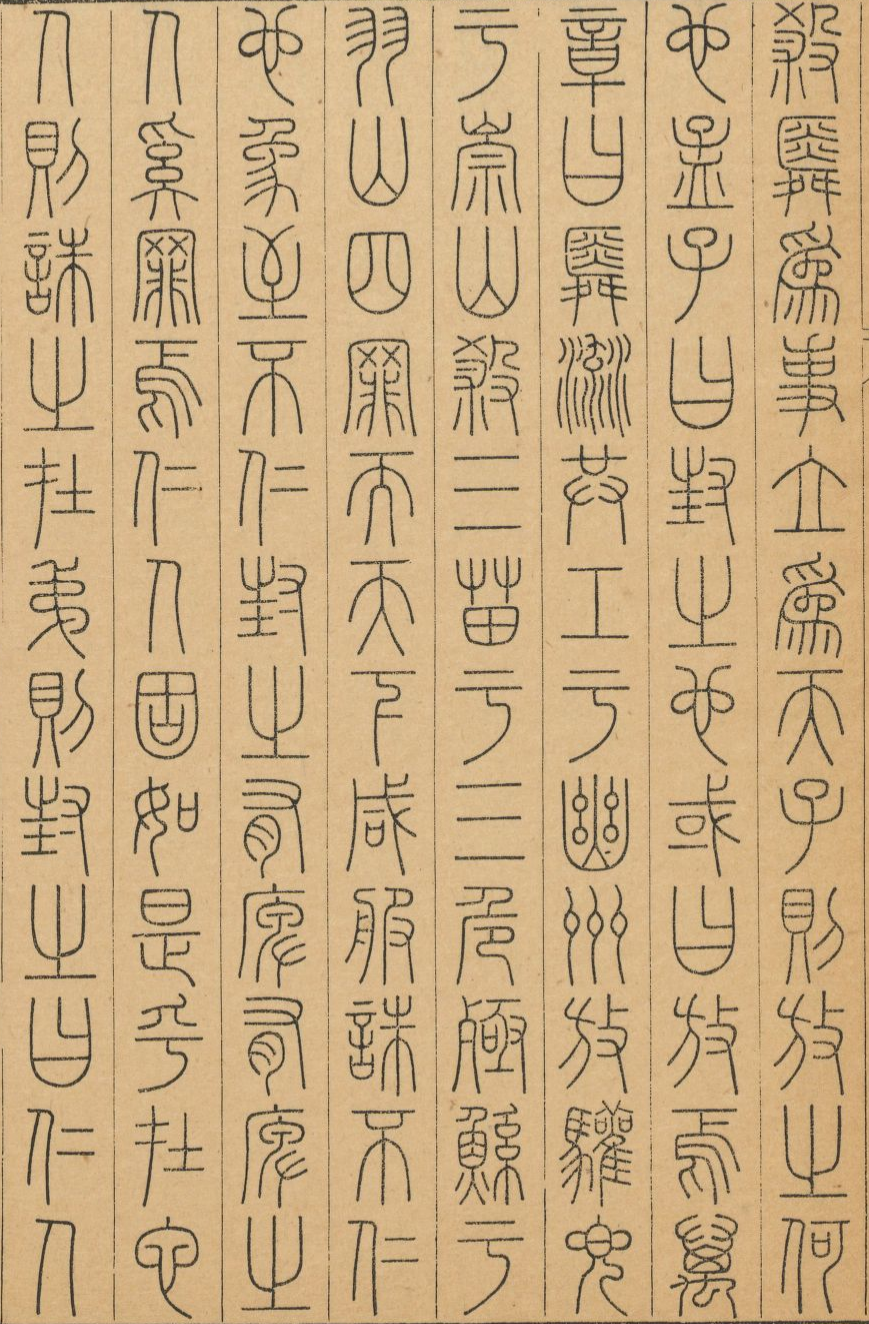 殺舜爲事立爲天子則放之何
也孟子曰封之也或曰放焉萬
章曰舜流共工于幽州放驩兜
于崇山殺三苗于三危殛鯀于
羽山四罪而天下咸服誅不仁
也象至不仁封之有庳有庳之
人奚罪焉仁人固如是乎在它
人則誅之在弟則封之曰仁人